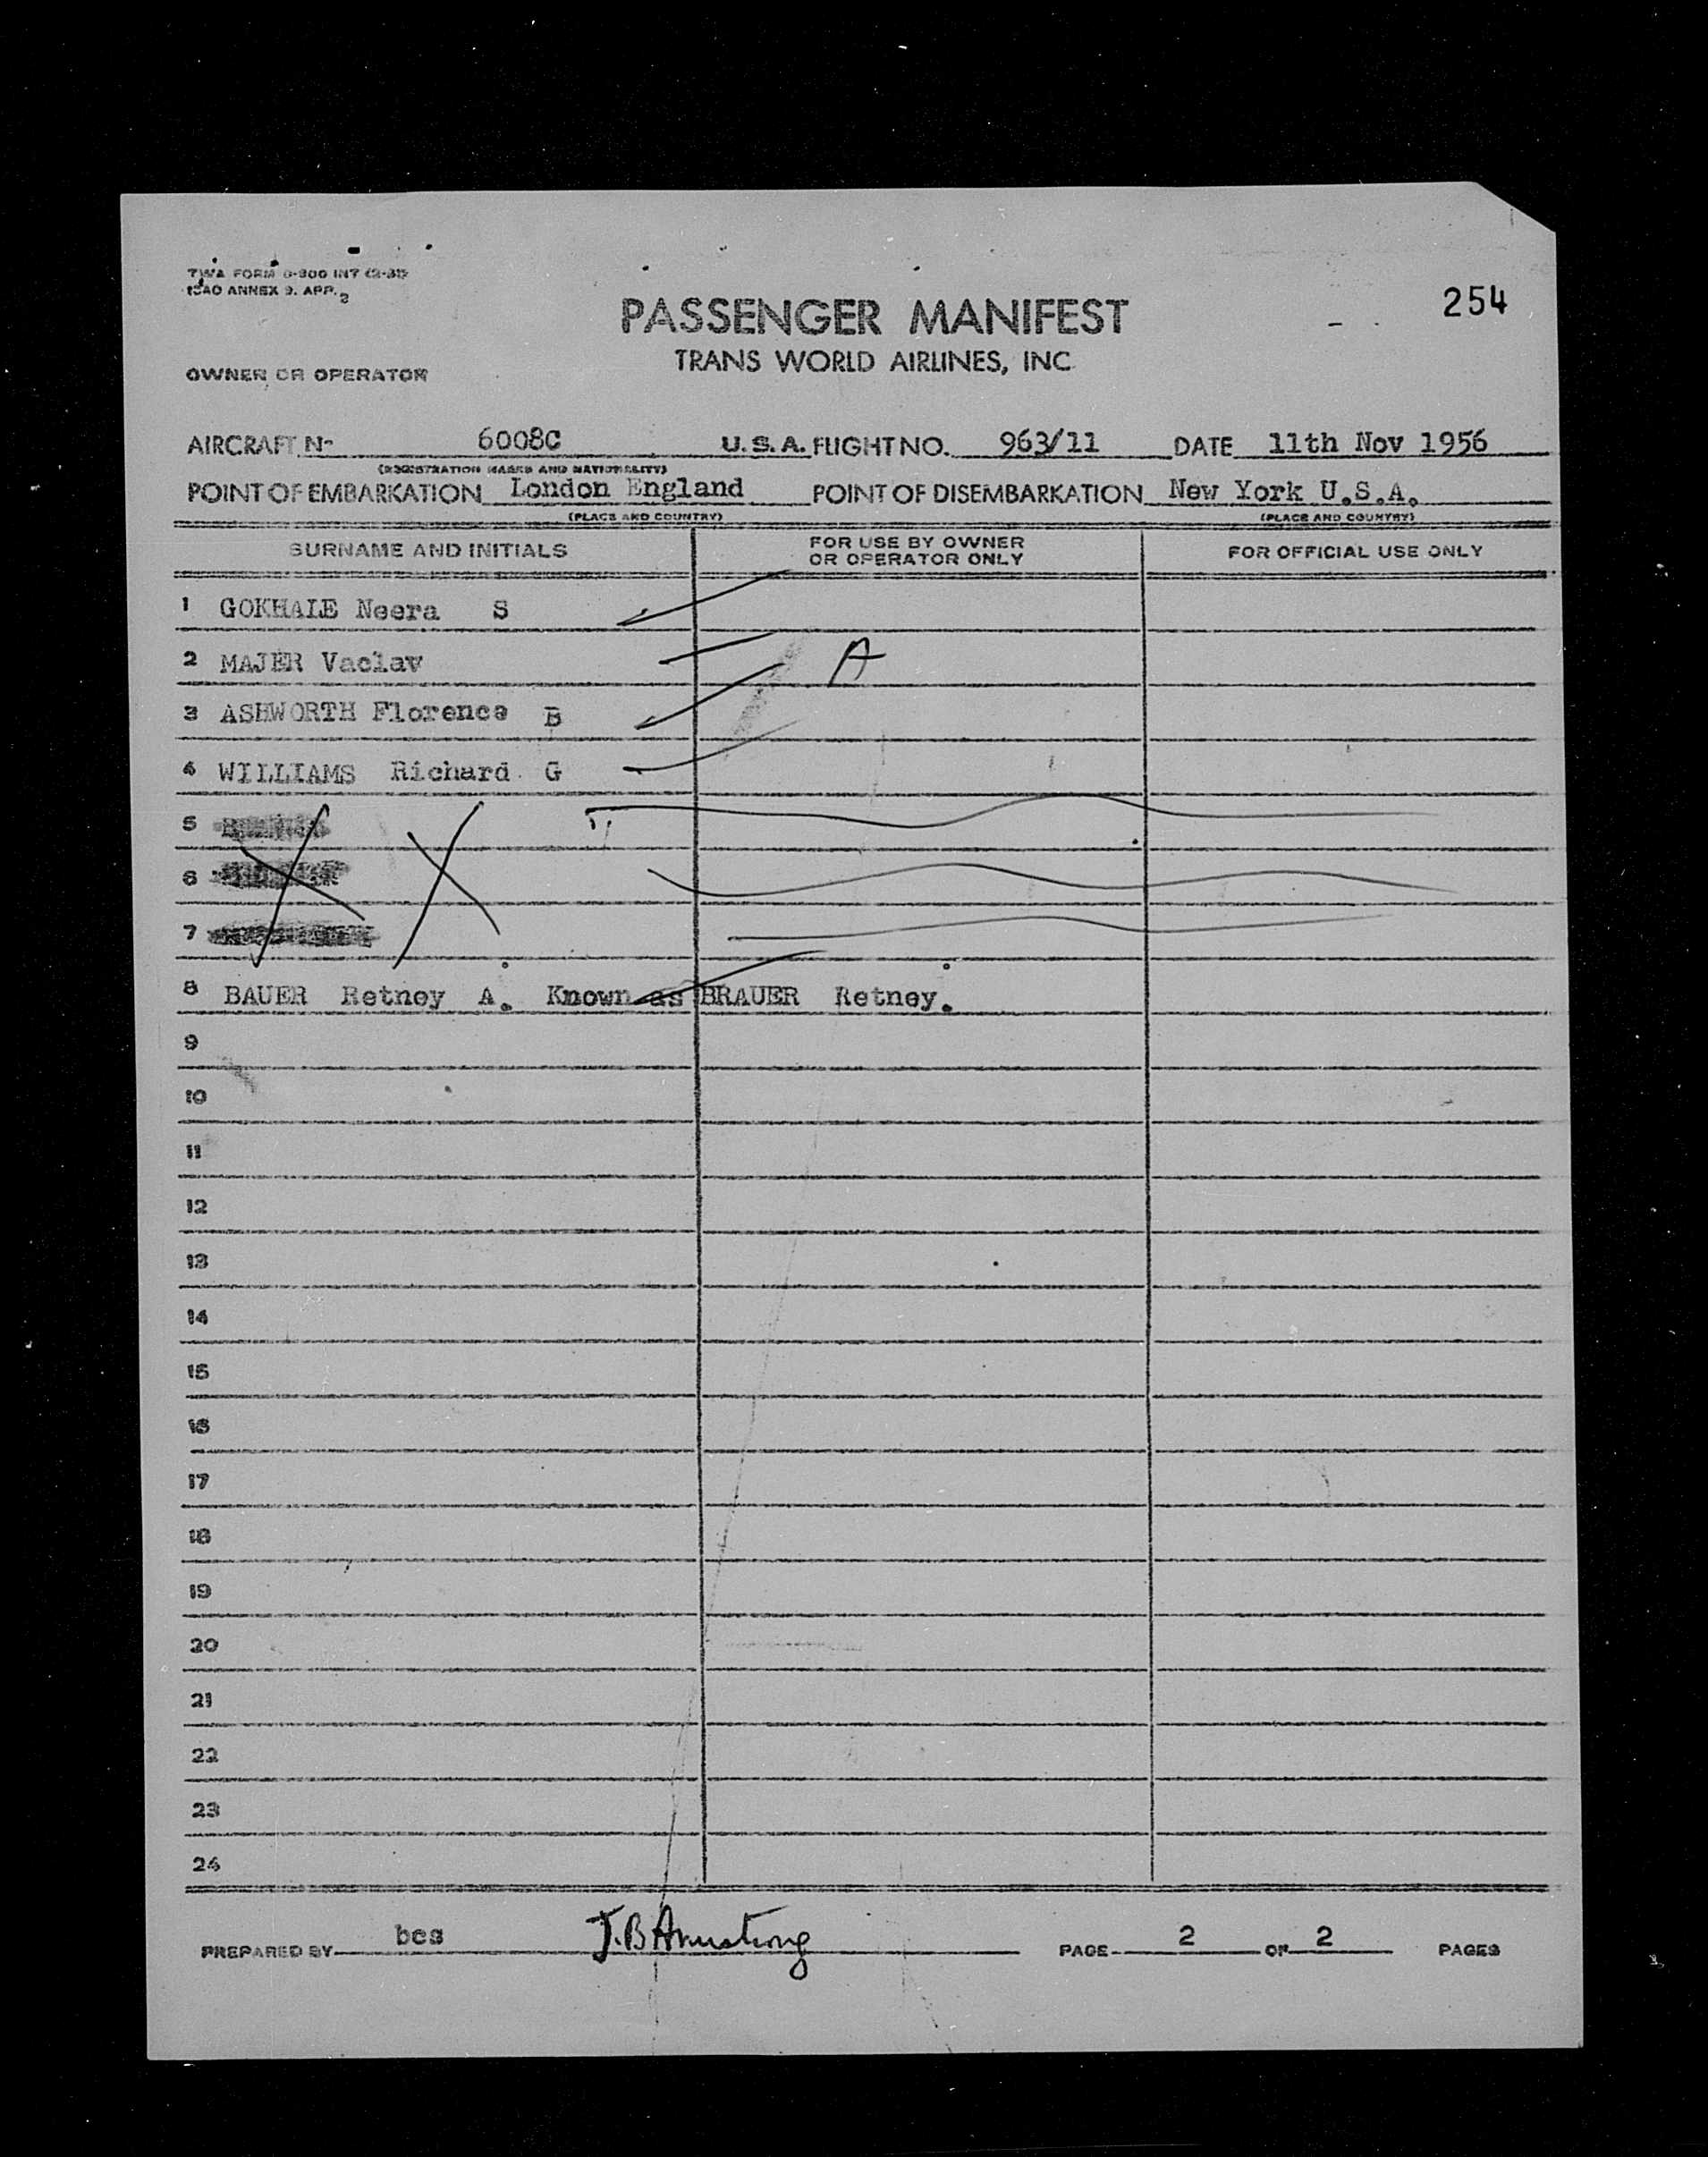 TWA FORM 0-300 INT
ICAO ANNEX 9. APP. 2
254
PASSENGER MANIFEST
TRANS WORLD AIRLINES, INC
OWNER OR OPERATOR
AIRCRAFT N- 6008C U.S.A. FLIGHT NO. 963/11 DATE 11th Nov 1956
(REGISTRATION MARKS AND NATIONALITY)
POINT OF EMBARKATION London England POINT OF DISEMBARKATION New York U.S.A.
(PLACE AND COUNTRY) (PLACE AND COUNTRY)
SURNAME AND INITIALS FOR USE BY OWNER OR OPERATOR ONLY FOR OFFICIAL USE ONLY
1 GOKHALE Neera S
2 MAJER Vaclav A
3 ASHWORTH Florence B
4 WILLIAMS Richard G
5
6
7
8 BAUER Retney A. Known as BRAUER Retney.
9
10
11
12
13
14
15
16
17
18
19
20
21
22
23
24
PREPARED BY bcs J.B Armstrong PAGE 2 OF 2 PAGES